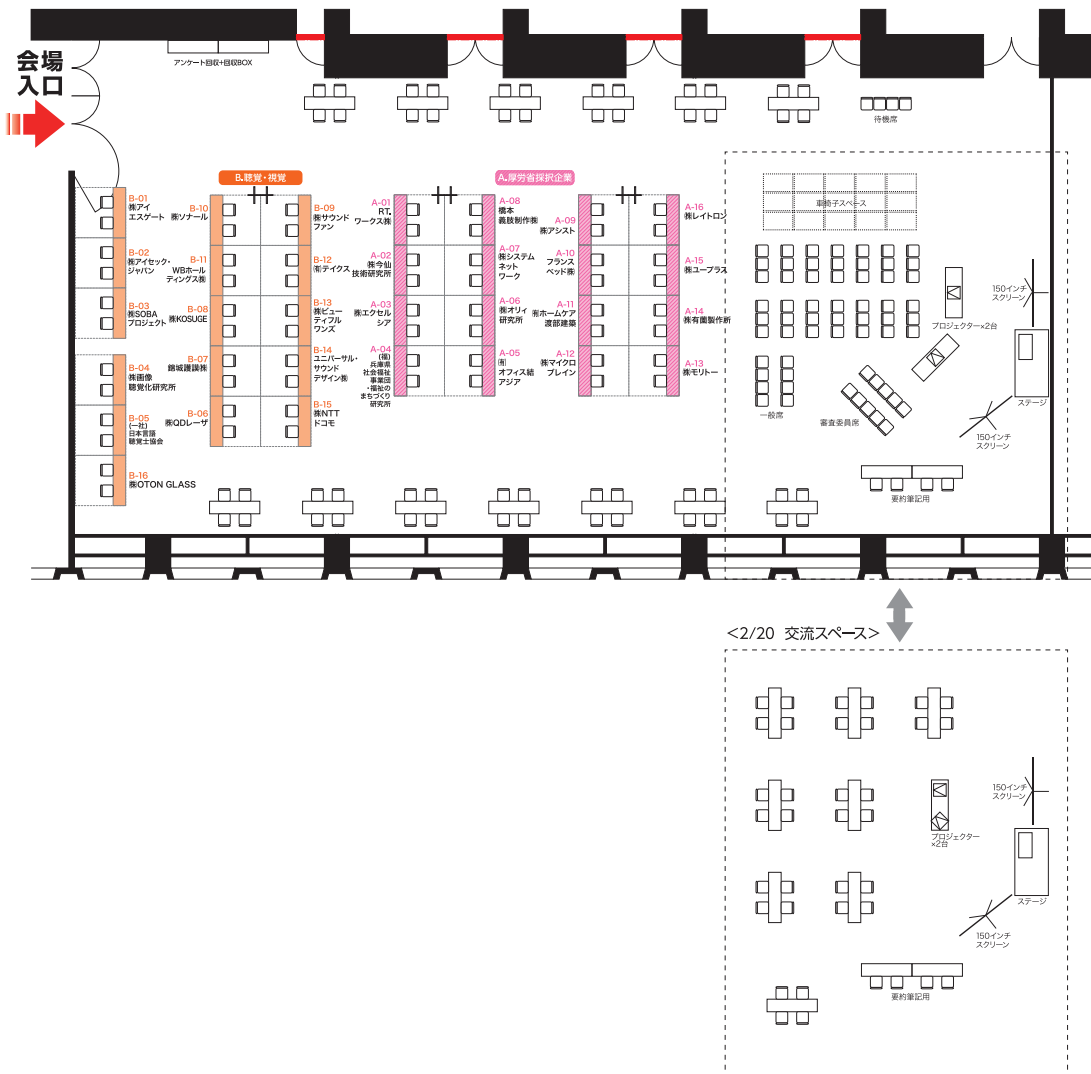 会場
入口
アンケート回収+回収BOX
待機席
B.聴覚・視覚
A.厚労省採択企業
B-01
㈱アイ
エスゲート
B-02
㈱アイセック・
ジャパン
B-03
㈱SOBA
プロジェクト
B-04
㈱画像
聴覚化研究所
B-05
(一社)
日本言語
聴覚士協会
B-16
㈱OTON GLASS
B-10
㈱ソナール
B-11
WBホール
ディングス㈱
B-08
㈱KOSUGE
B-07
錦城護謨㈱
B-06
㈱QDレーザ
B-09
㈱サウンド
ファン
B-12
㈲テイクス
B-13
㈱ビュー
ティフル
ワンズ
B-14
ユニバーサル・
サウンド
デザイン㈱
B-15
㈱NTT
ドコモ
A-01
RT.
ワークス㈱
A-02
㈱今仙
技術研究所
A-03
㈱エクセル
シア
A-04
(福)
兵庫県
社会福祉
事業団
・福祉の
まちづくり
研究所
A-08
橋本
義肢制作㈱
A-07
㈱システム
ネット
ワーク
A-06
㈱オリィ
研究所
A-05
㈲
オフィス結
アジア
A-09
㈱アシスト
A-10
フランス
ベッド㈱
A-11
㈲ホームケア
渡部建築
A-12
㈱マイクロ
ブレイン
A-16
㈱レイトロン
A-15
㈱ユープラス
A-14
㈱有薗製作所
A-13
㈱モリトー
車椅子スペース
150インチ
スクリーン
プロジェクター×2台
ステージ
一般席
審査委員席
150インチ
スクリーン
要約筆記用
<2/20 交流スペース>
150インチ
スクリーン
プロジェクター
×2台
ステージ
150インチ
スクリーン
要約筆記用